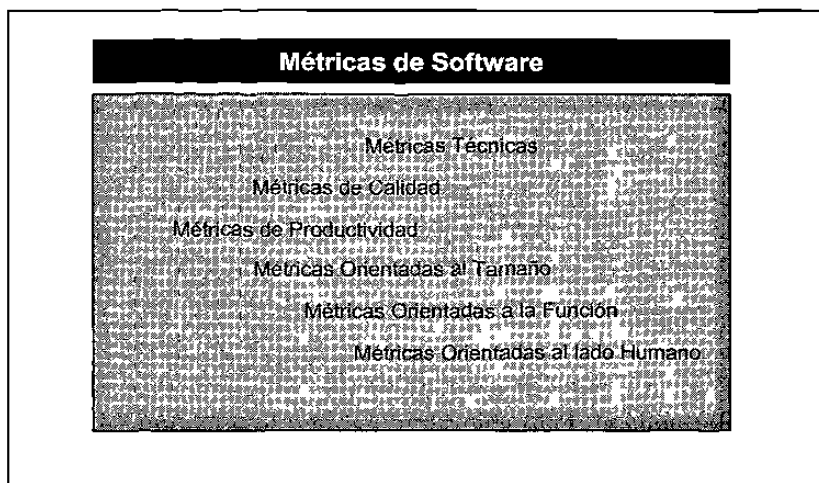 Métricas de Software
Métricas Técnicas
Métricas de Calidad
Métricas de Productividad
Métricas Orientadas al Tamaño
Métricas Orientadas a la Función
Métricas Orientadas al lado Humano